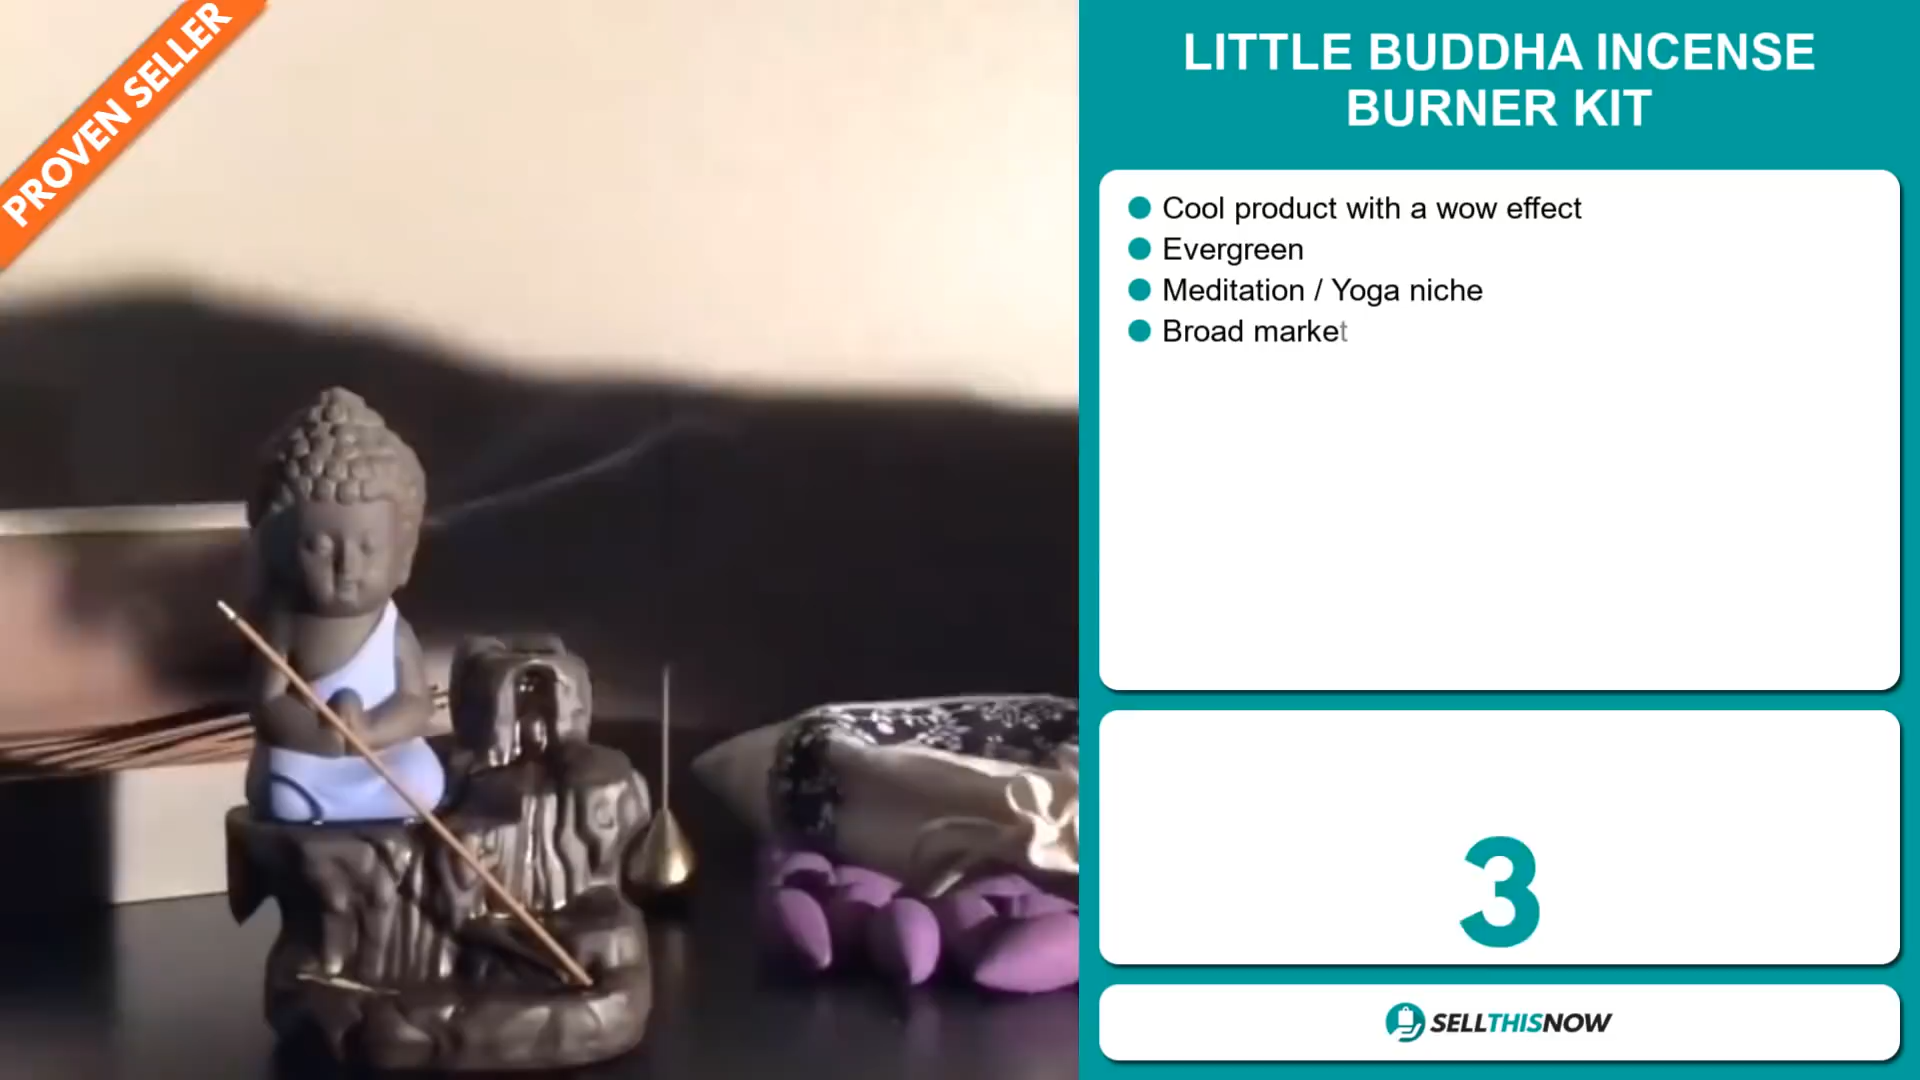 PROVEN SELLER
LITTLE BUDDHA INCENSE
BURNER KIT
Cool product with a wow effect
Evergreen
Meditation / Yoga niche
Broad market
3
SELLTHISNOW